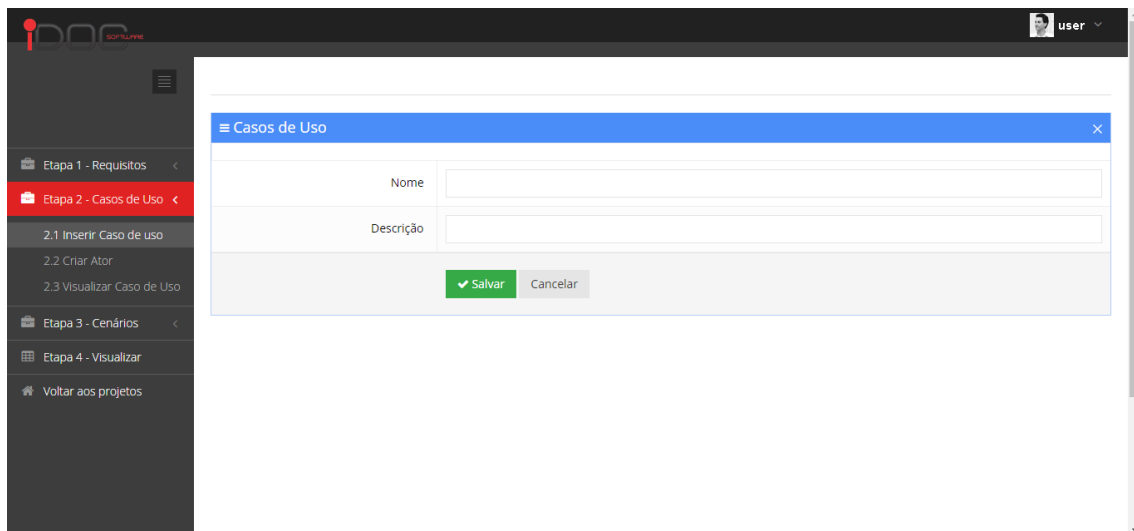 iDOC SOFTWARE
user
Casos de Uso
Etapa 1 - Requisitos
Nome
Etapa 2 - Casos de Uso
Descrição
2.1 Inserir Caso de uso
2.2 Criar Ator
2.3 Visualizar Caso de Uso
Salvar Cancelar
Etapa 3 - Cenários
Etapa 4 - Visualizar
Voltar aos projetos